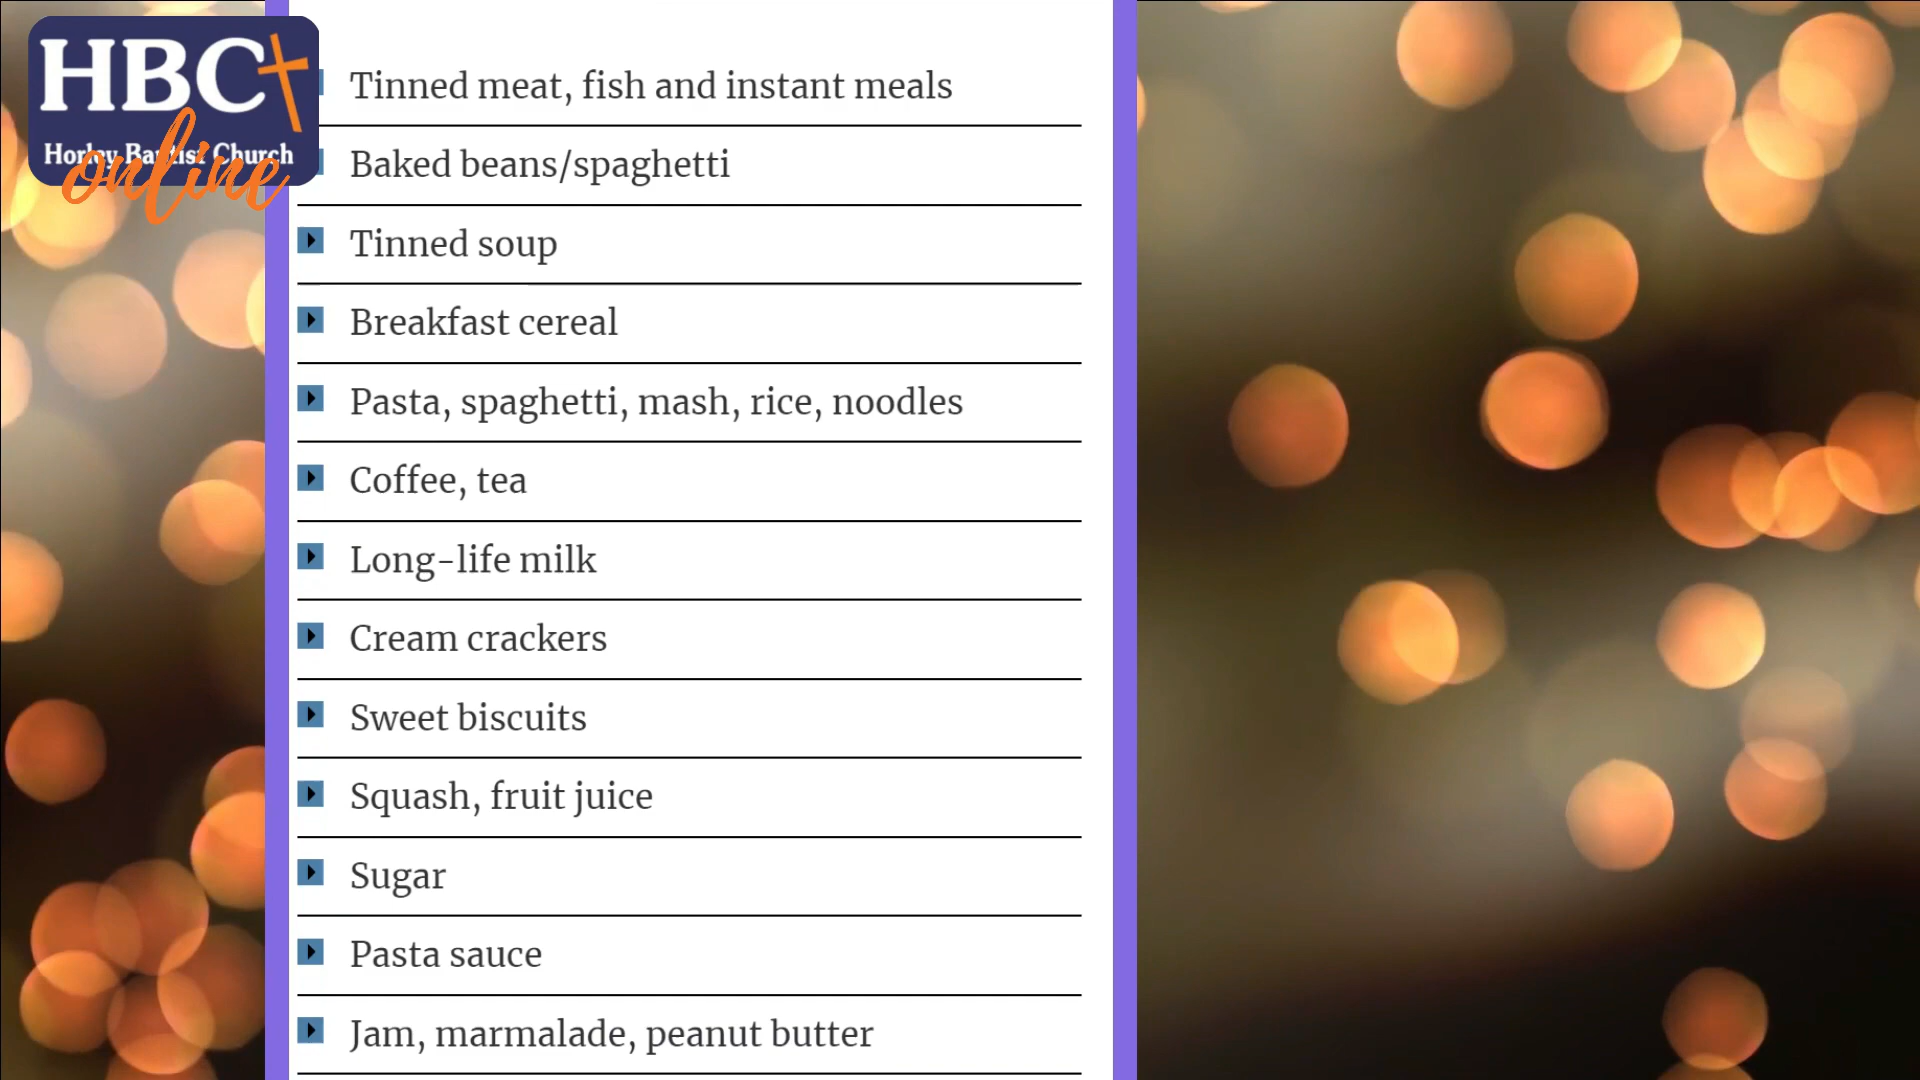 HBC
Horley Baptist Church
online
Tinned meat, fish and instant meals
Baked beans/spaghetti
Tinned soup
Breakfast cereal
Pasta, spaghetti, mash, rice, noodles
Coffee, tea
Long-life milk
Cream crackers
Sweet biscuits
Squash, fruit juice
Sugar
Pasta sauce
Jam, marmalade, peanut butter